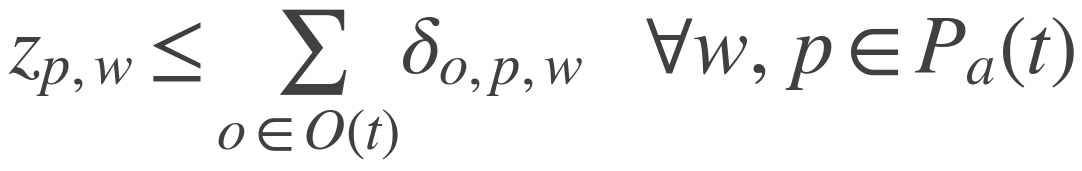 z_{p,w} ≤ ∑_{o∈O(t)} δ_{o,p,w} ∀w, p∈P_a(t)